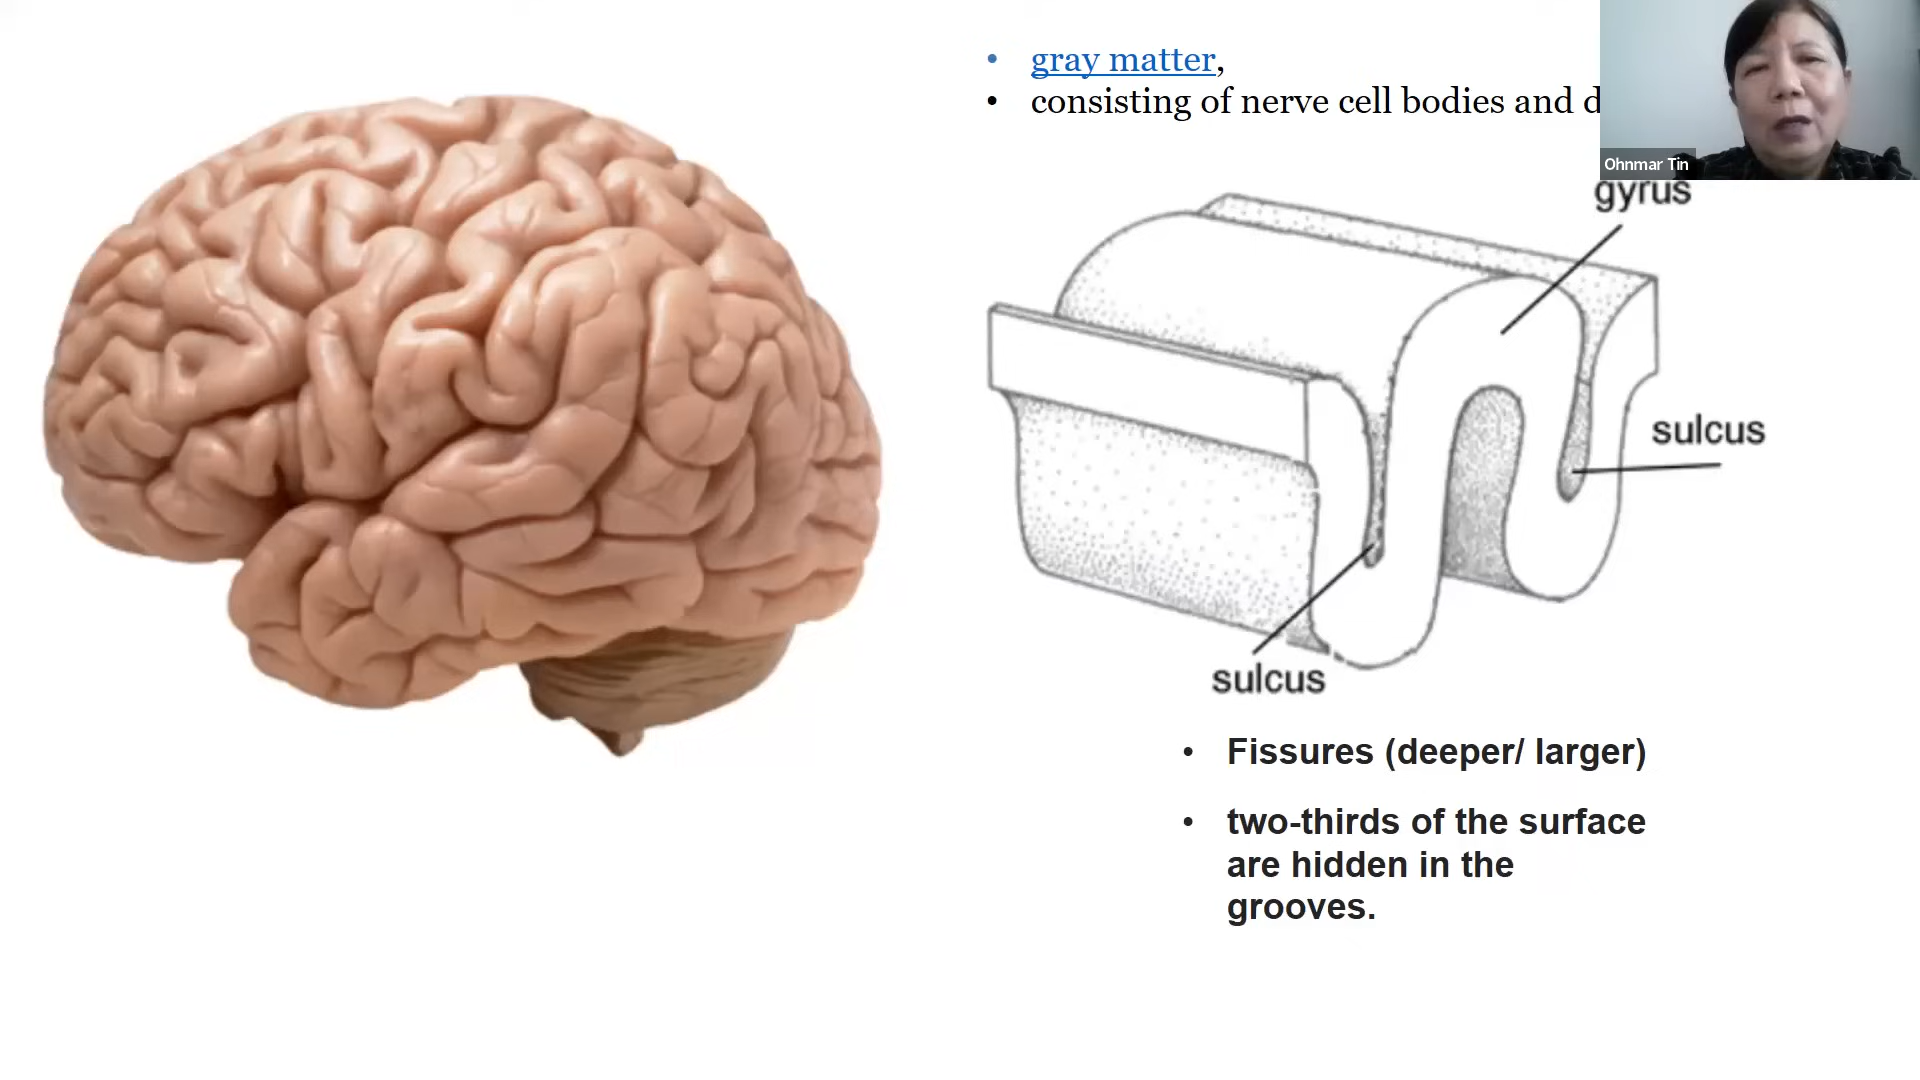 gray matter,
consisting of nerve cell bodies and d
Ohnmar Tin
gyrus
sulcus
sulcus
Fissures (deeper/ larger)
two-thirds of the surface
are hidden in the
grooves.